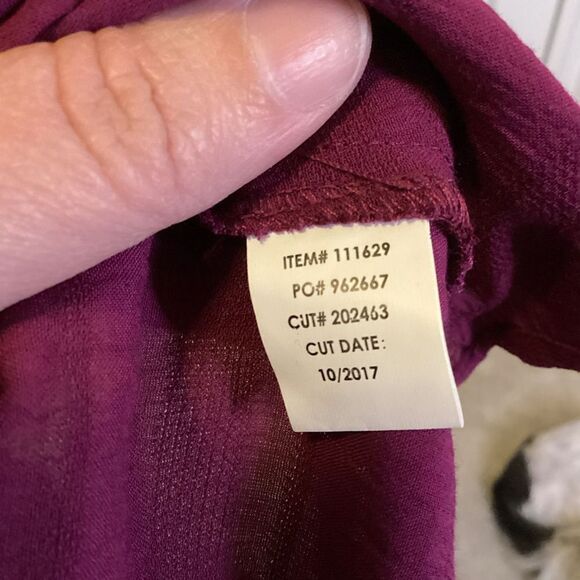 ITEM# 111629
PO# 962667
CUT# 202463
CUT DATE:
10/2017